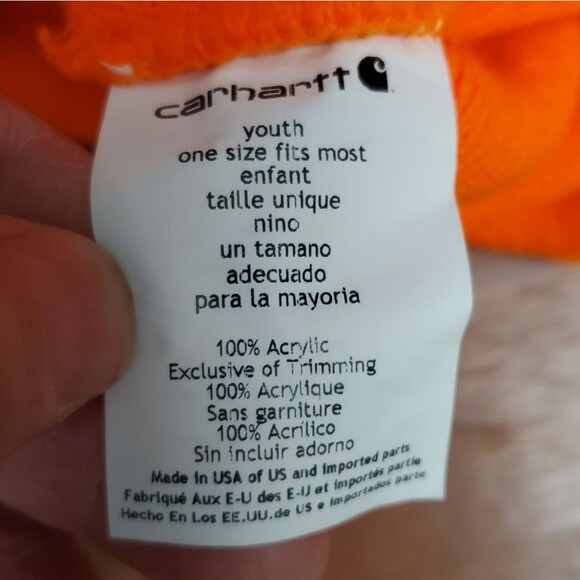 carhartt
youth
one size fits most
enfant
taille unique
nino
un tamano
adecuado
para la mayoria
100% Acrylic
Exclusive of Trimming
100% Acrylique
Sans garniture
100% Acrílico
Sin incluir adorno
Made in USA of US and imported parts
Fabriqué Aux E-U des E-U et importés partie
Hecho En Los EE.UU.de US e importados parte